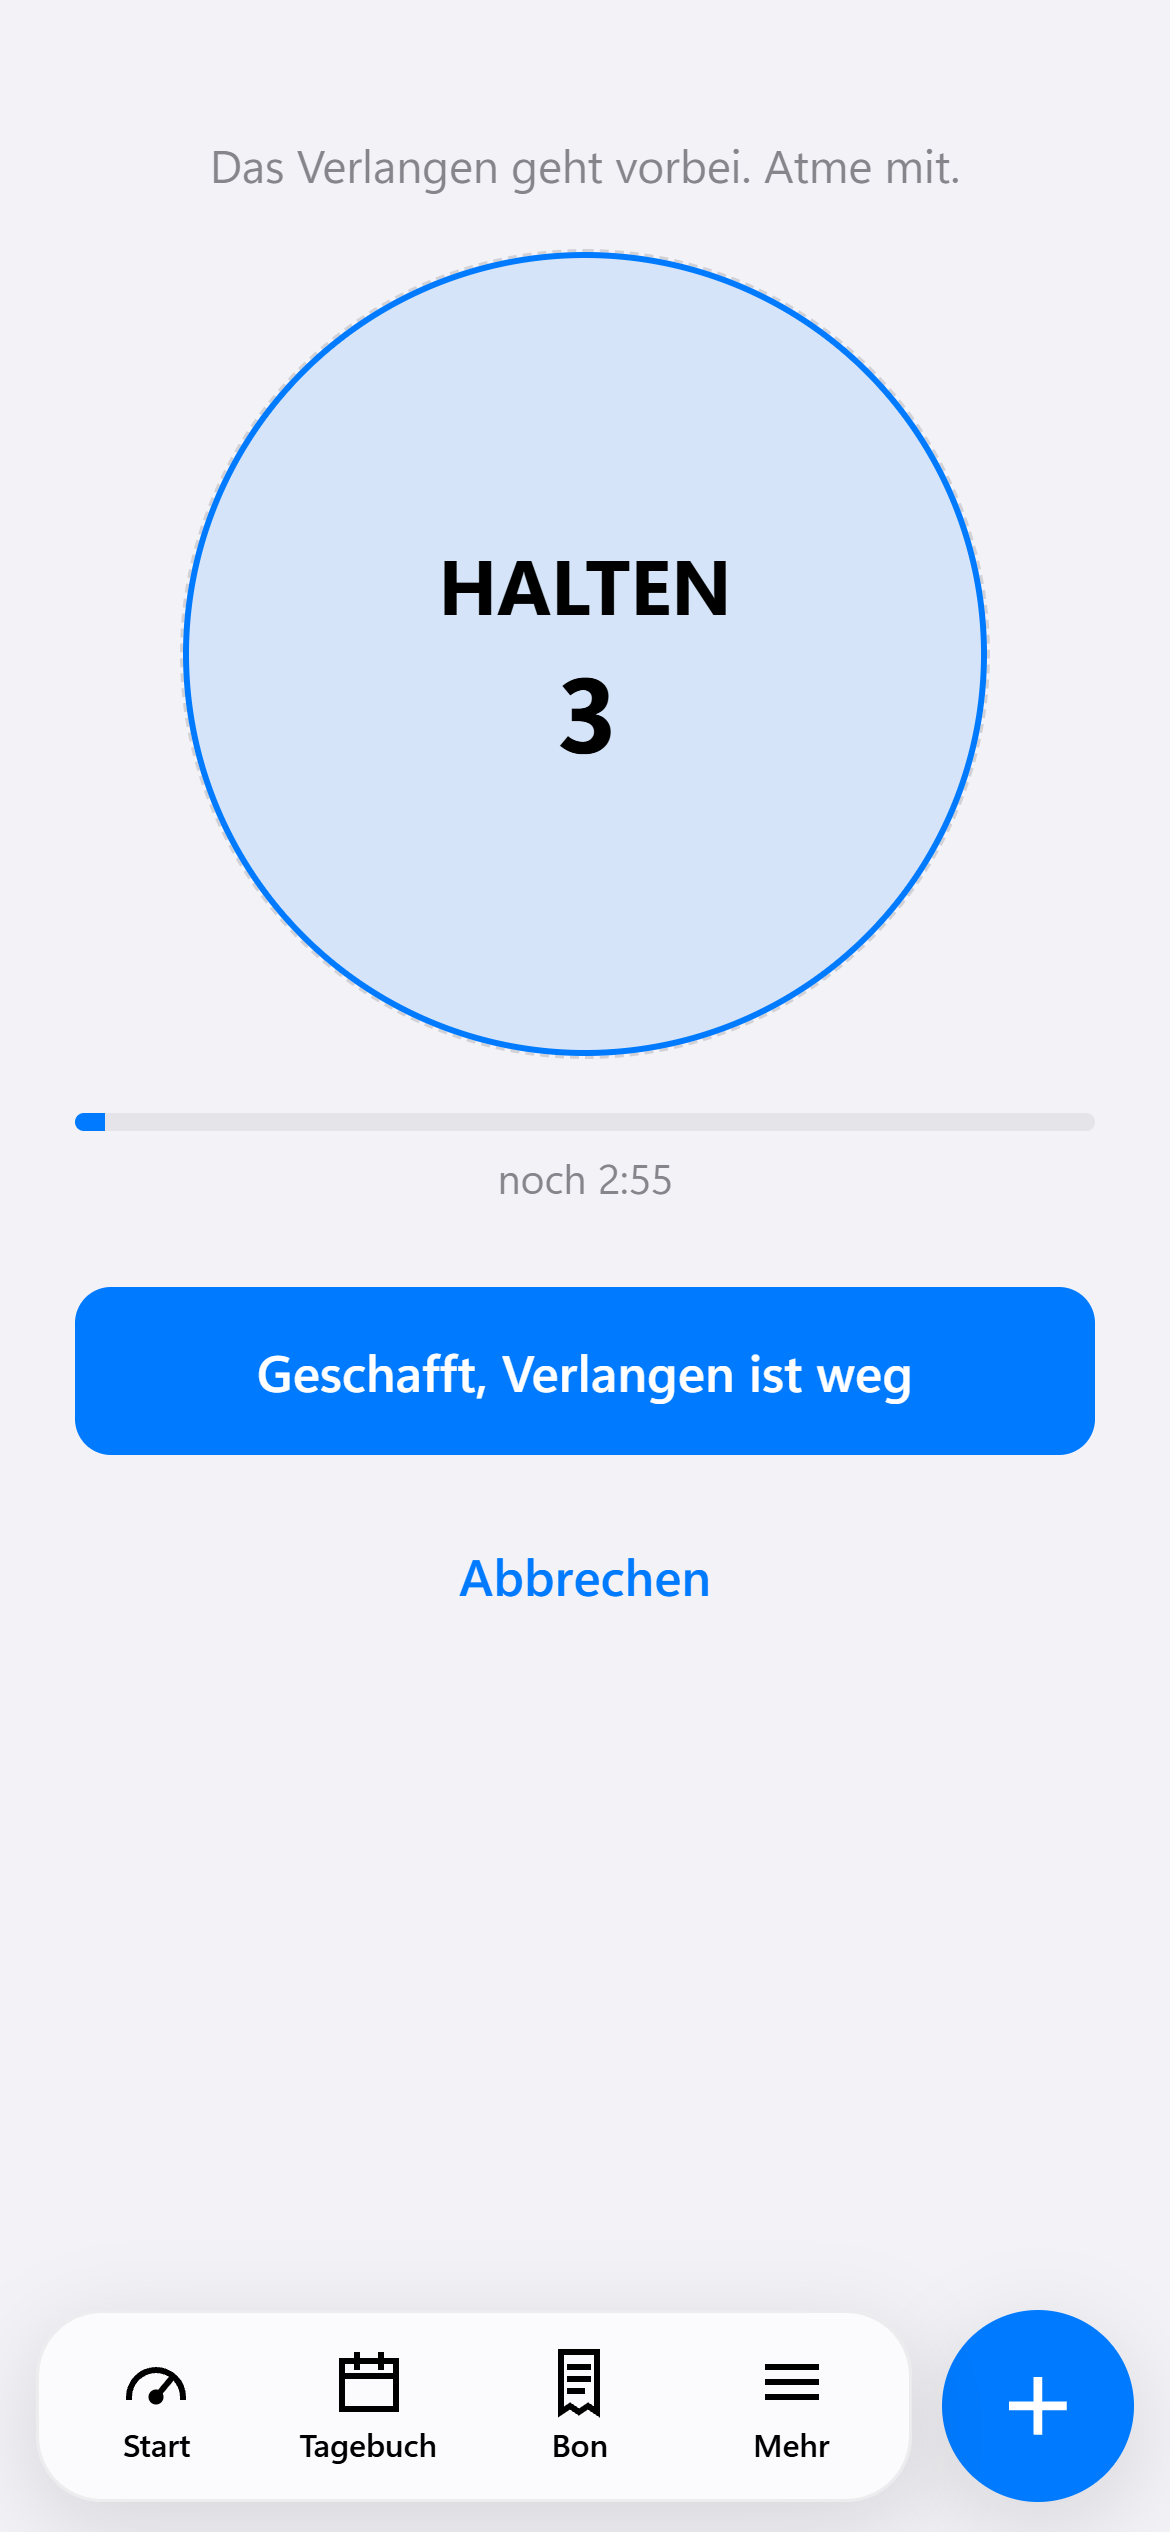 Das Verlangen geht vorbei. Atme mit.
HALTEN
3
noch 2:55
Geschafft, Verlangen ist weg
Abbrechen
Start
Tagebuch
Bon
Mehr